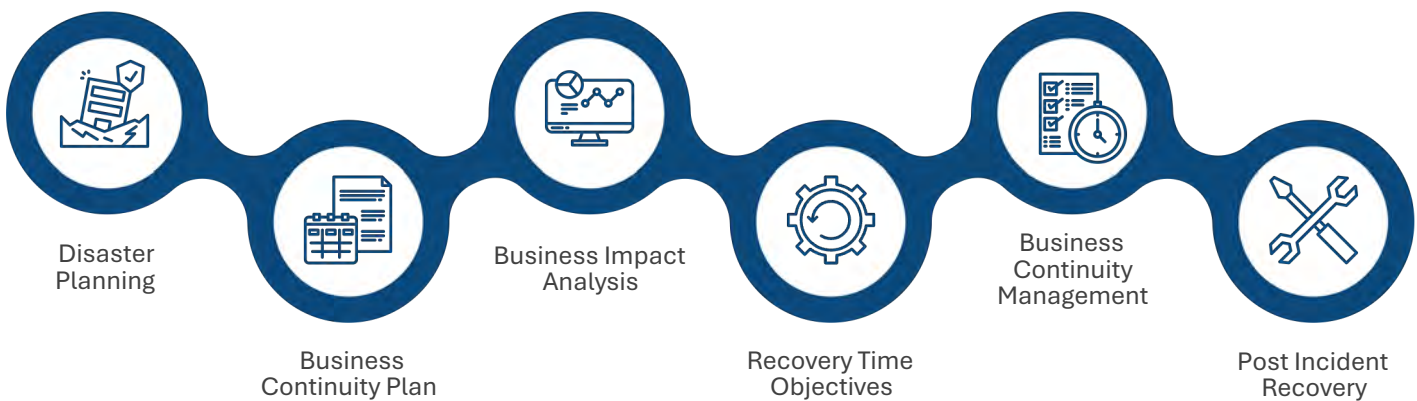 Disaster
Planning
Business
Continuity Plan
Business Impact
Analysis
Recovery Time
Objectives
Business
Continuity
Management
Post Incident
Recovery